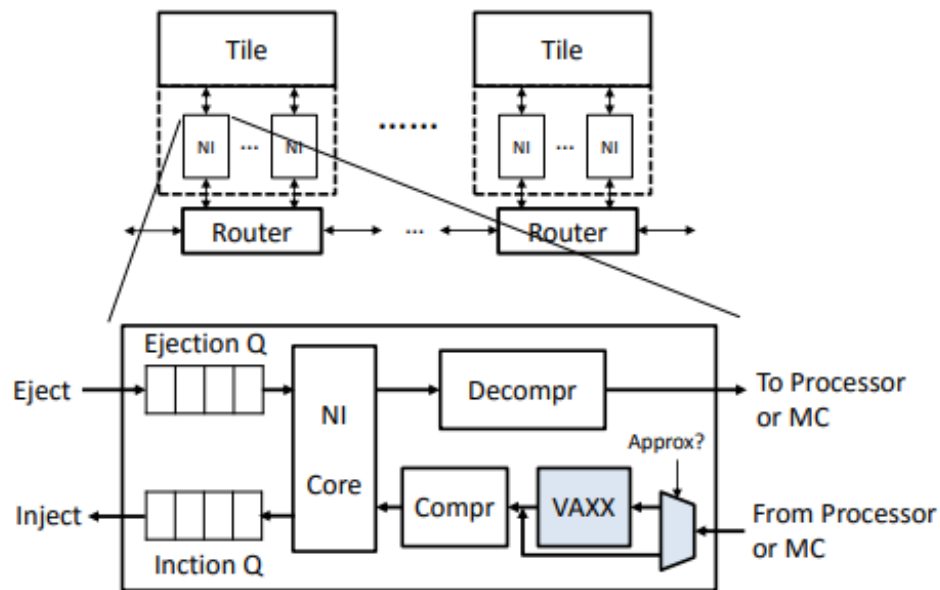 Tile
Tile
NI
...
NI
......
NI
...
NI
Router
...
Router
Ejection Q
Eject
NI
Core
Decompr
To Processor
or MC
Approx?
Inject
Compr
VAXX
From Processor
or MC
Inction Q